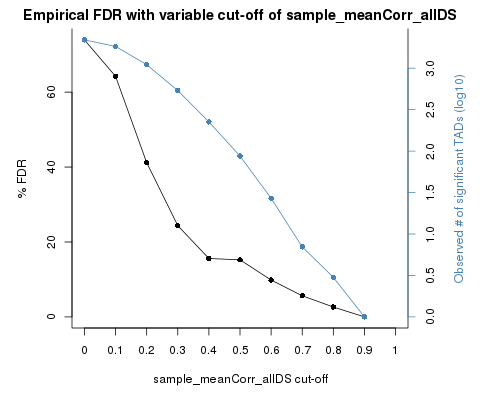 Empirical FDR with variable cut-off of sample_meanCorr_allDS
% FDR
60
40
20
0
3.0
2.5
2.0
1.5
1.0
0.5
0.0
Observed # of significant TADs (log10)
0 0.1 0.2 0.3 0.4 0.5 0.6 0.7 0.8 0.9 1
sample_meanCorr_allDS cut-off